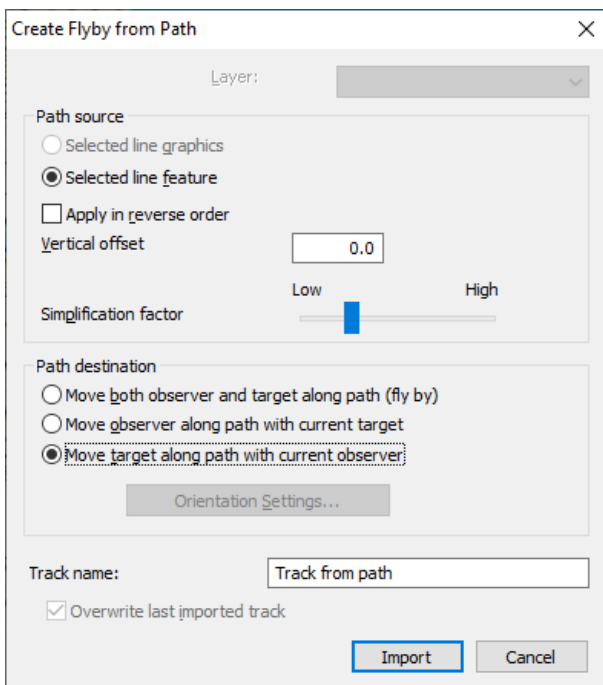 Create Flyby from Path
Layer:
Path source
Selected line graphics
Selected line feature
Apply in reverse order
Vertical offset 0.0
Low High
Simplification factor
Path destination
Move both observer and target along path (fly by)
Move observer along path with current target
Move target along path with current observer
Orientation Settings...
Track name: Track from path
Overwrite last imported track
Import Cancel